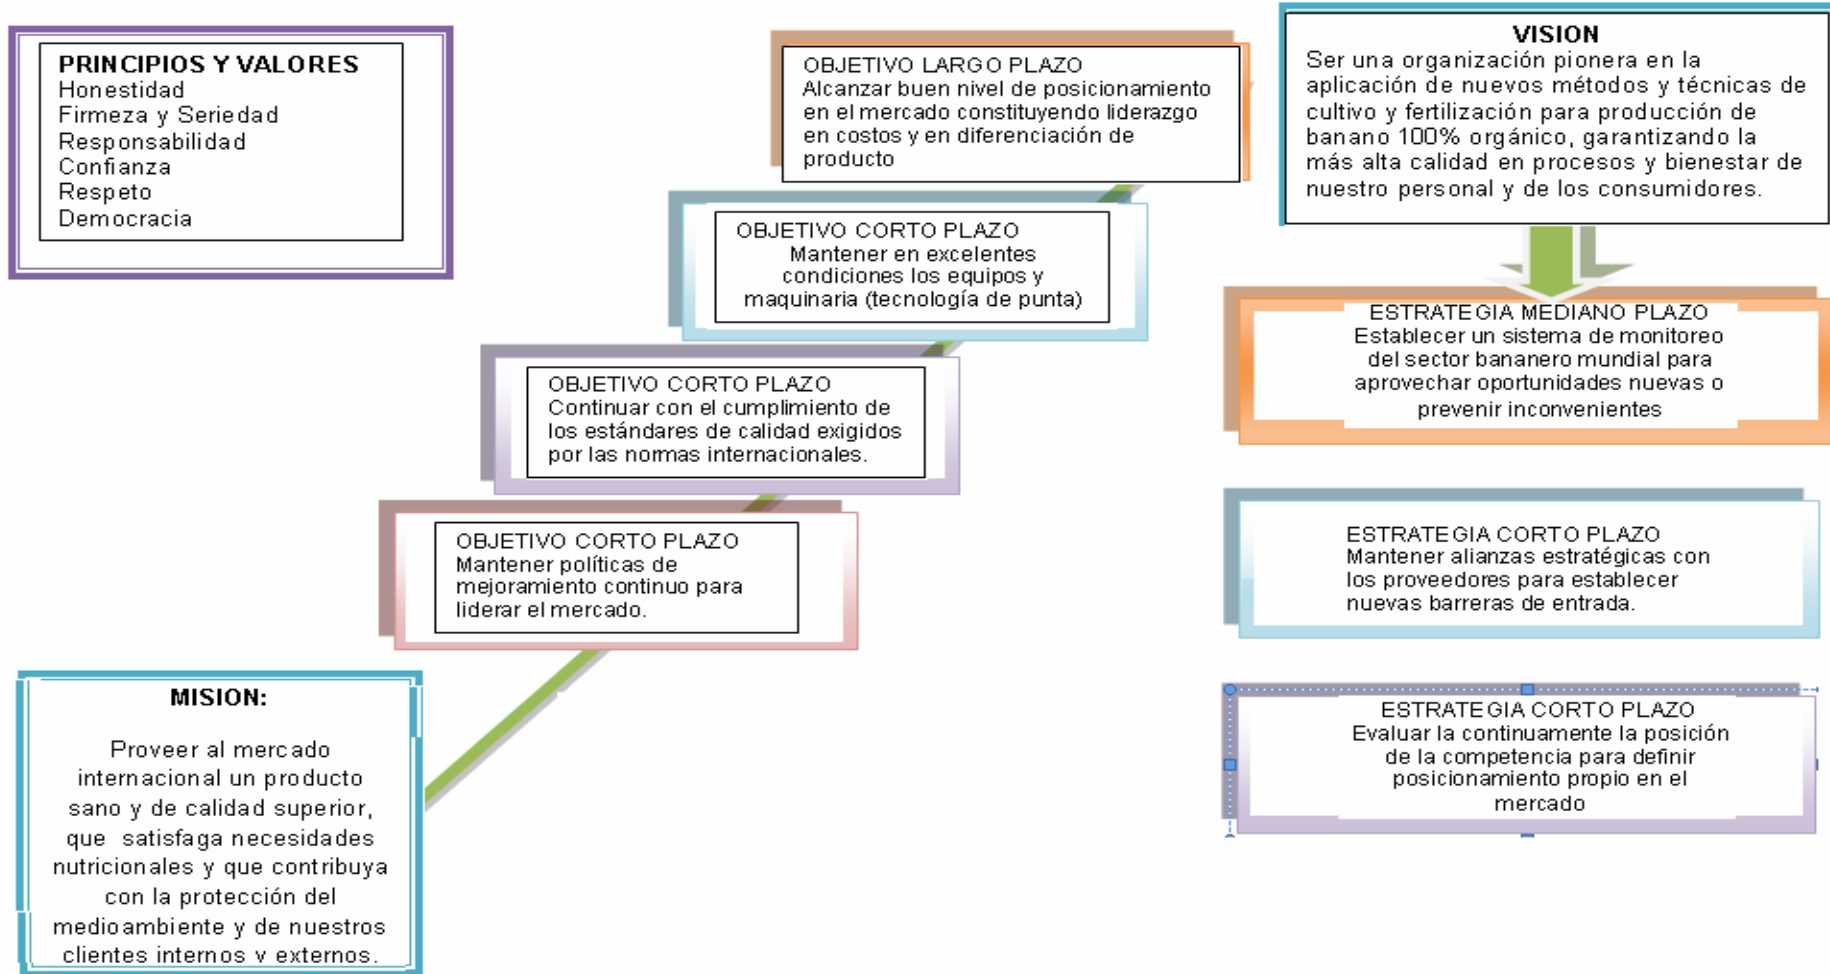 PRINCIPIOS Y VALORES
Honestidad
Firmeza y Seriedad
Responsabilidad
Confianza
Respeto
Democracia
OBJETIVO LARGO PLAZO
Alcanzar buen nivel de posicionamiento
en el mercado constituyendo liderazgo
en costos y en diferenciación de
producto
VISION
Ser una organización pionera en la
aplicación de nuevos métodos y técnicas de
cultivo y fertilización para producción de
banano 100% orgánico, garantizando la
más alta calidad en procesos y bienestar de
nuestro personal y de los consumidores.
OBJETIVO CORTO PLAZO
Mantener en excelentes
condiciones los equipos y
maquinaria (tecnología de punta)
ESTRATEGIA MEDIANO PLAZO
Establecer un sistema de monitoreo
del sector bananero mundial para
aprovechar oportunidades nuevas o
prevenir inconvenientes
OBJETIVO CORTO PLAZO
Continuar con el cumplimiento de
los estándares de calidad exigidos
por las normas internacionales.
OBJETIVO CORTO PLAZO
Mantener políticas de
mejoramiento continuo para
liderar el mercado.
ESTRATEGIA CORTO PLAZO
Mantener alianzas estratégicas con
los proveedores para establecer
nuevas barreras de entrada.
MISION:
Proveer al mercado
internacional un producto
sano y de calidad superior,
que satisfaga necesidades
nutricionales y que contribuya
con la protección del
medioambiente y de nuestros
clientes internos y externos.
ESTRATEGIA CORTO PLAZO
Evaluar la continuamente la posición
de la competencia para definir
posicionamiento propio en el
mercado